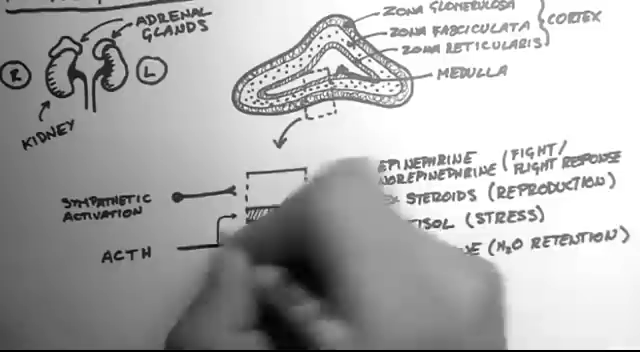 ADRENAL
GLANDS
R
L
KIDNEY
ZONA GLOMERULOSA
ZONA FASCICULATA
ZONA RETICULARIS
CORTEX
MEDULLA
SYMPATHETIC
ACTIVATION
ACTH
EPINEPHRINE
NOREPINEPHRINE
(FIGHT/
FLIGHT RESPONSE
STEROIDS (REPRODUCTION)
(STRESS)
(H₂O RETENTION)